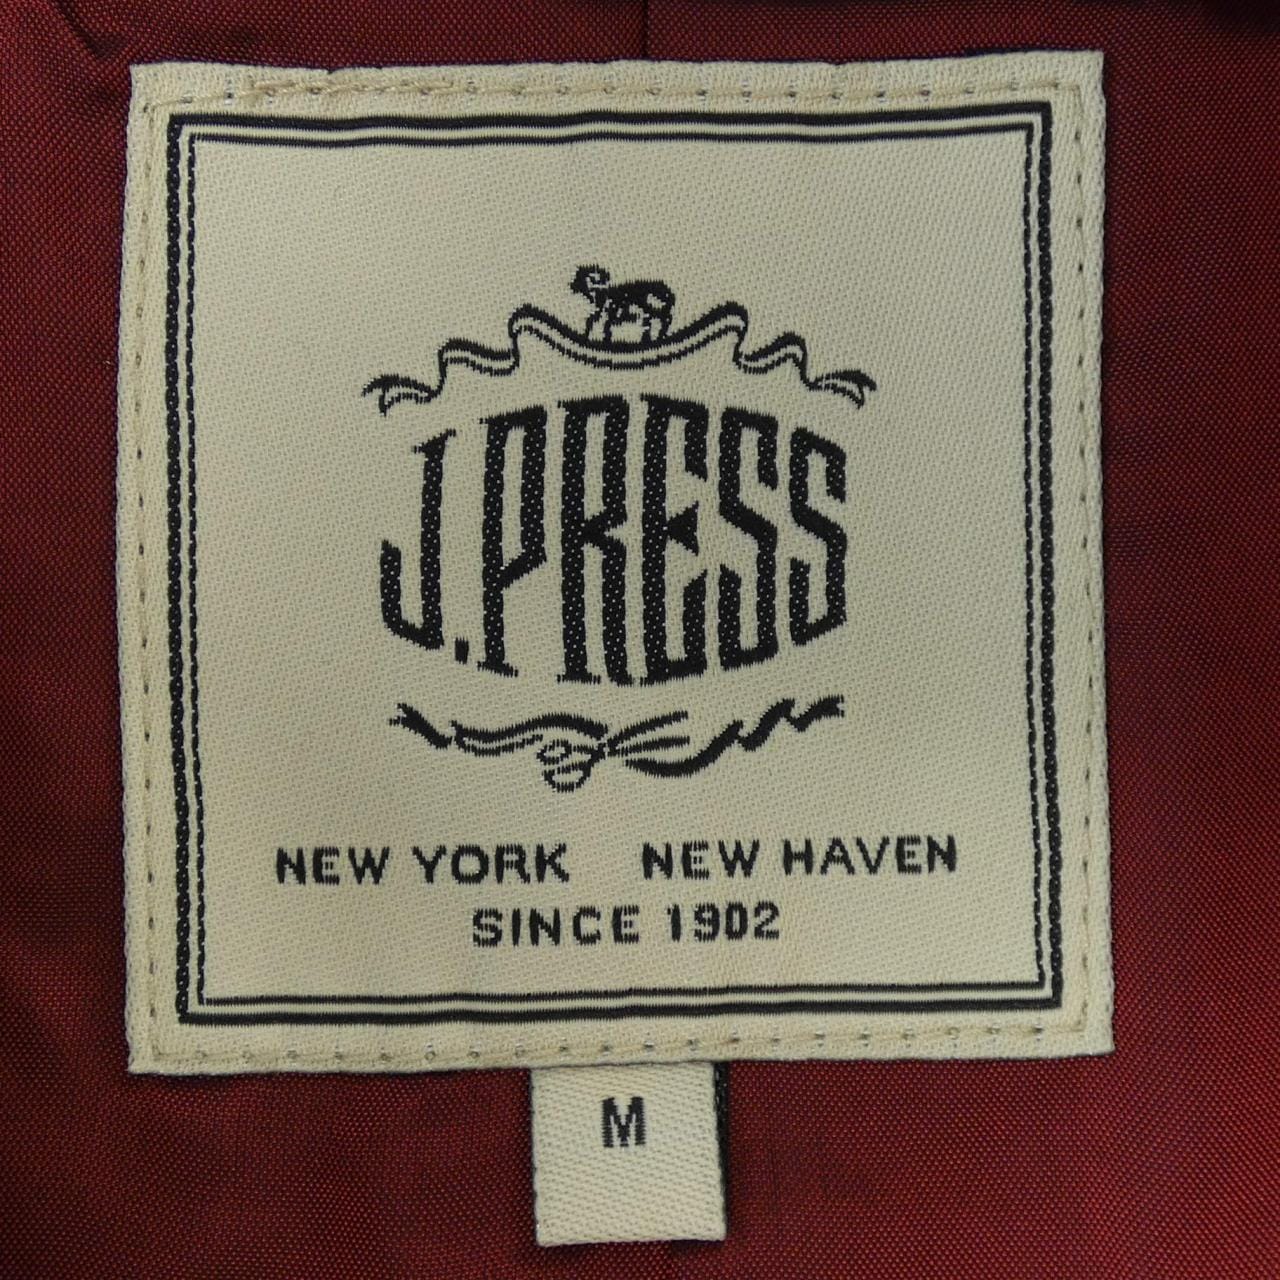 J.PRESS
NEW YORK NEW HAVEN
SINCE 1902
M